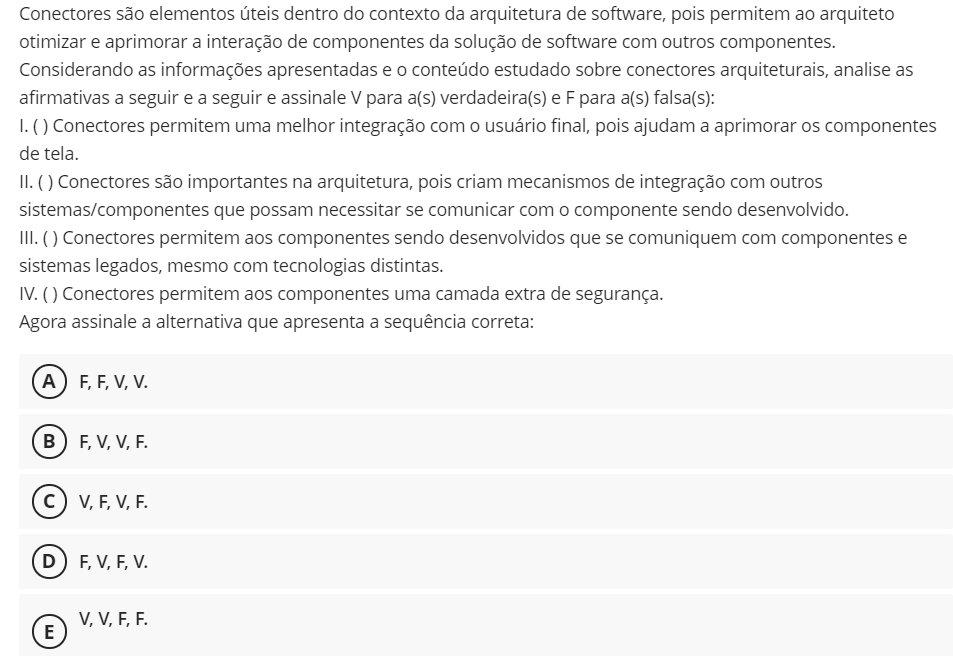 Conectores são elementos úteis dentro do contexto da arquitetura de software, pois permitem ao arquiteto
otimizar e aprimorar a interação de componentes da solução de software com outros componentes.
Considerando as informações apresentadas e o conteúdo estudado sobre conectores arquiteturais, analise as
afirmativas a seguir e a seguir e assinale V para a(s) verdadeira(s) e F para a(s) falsa(s):
I. ( ) Conectores permitem uma melhor integração com o usuário final, pois ajudam a aprimorar os componentes
de tela.
II. ( ) Conectores são importantes na arquitetura, pois criam mecanismos de integração com outros
sistemas/componentes que possam necessitar se comunicar com o componente sendo desenvolvido.
III. ( ) Conectores permitem aos componentes sendo desenvolvidos que se comuniquem com componentes e
sistemas legados, mesmo com tecnologias distintas.
IV. ( ) Conectores permitem aos componentes uma camada extra de segurança.
Agora assinale a alternativa que apresenta a sequência correta:
A F, F, V, V.
B F, V, V, F.
C V, F, V, F.
D F, V, F, V.
E V, V, F, F.